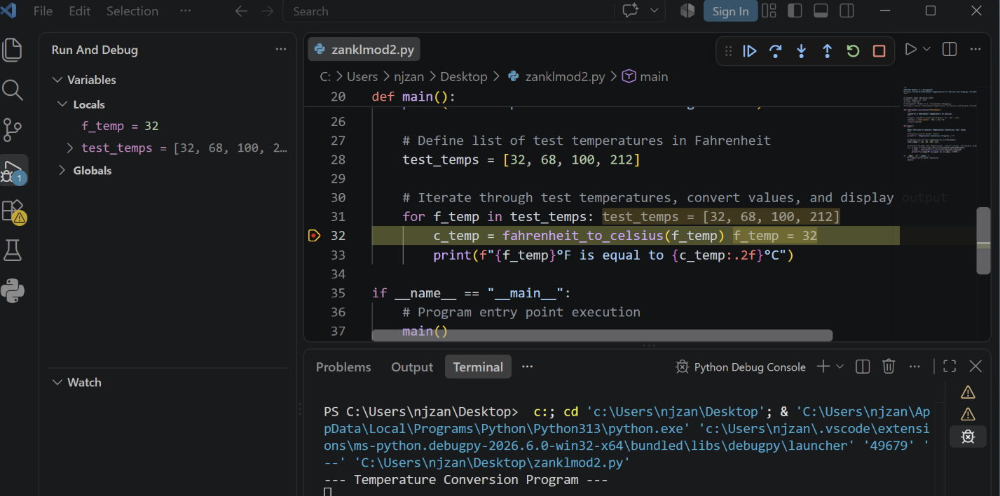 File Edit Selection ··· Search Sign In
Run And Debug ···
Variables
Locals
f_temp = 32
test_temps = [32, 68, 100, 2...
Globals
Watch
1
zanklmod2.py
C: > Users > njzan > Desktop > zanklmod2.py > main
20 def main():
26
27 # Define list of test temperatures in Fahrenheit
28 test_temps = [32, 68, 100, 212]
29
30 # Iterate through test temperatures, convert values, and display output
31 for f_temp in test_temps: test_temps = [32, 68, 100, 212]
32 c_temp = fahrenheit_to_celsius(f_temp) f_temp = 32
33 print(f"{f_temp}°F is equal to {c_temp:.2f}°C")
34
35 if __name__ == "__main__":
36 # Program entry point execution
37 main()
Problems Output Terminal ··· Python Debug Console
PS C:\Users\njzan\Desktop>  c:; cd 'c:\Users\njzan\Desktop'; & 'C:\Users\njzan\Ap
pData\Local\Programs\Python\Python313\python.exe' 'c:\Users\njzan\.vscode\extensi
ons\ms-python.debugpy-2026.6.0-win32-x64\bundled\libs\debugpy\launcher' '49679' '
--' 'C:\Users\njzan\Desktop\zanklmod2.py'
--- Temperature Conversion Program ---